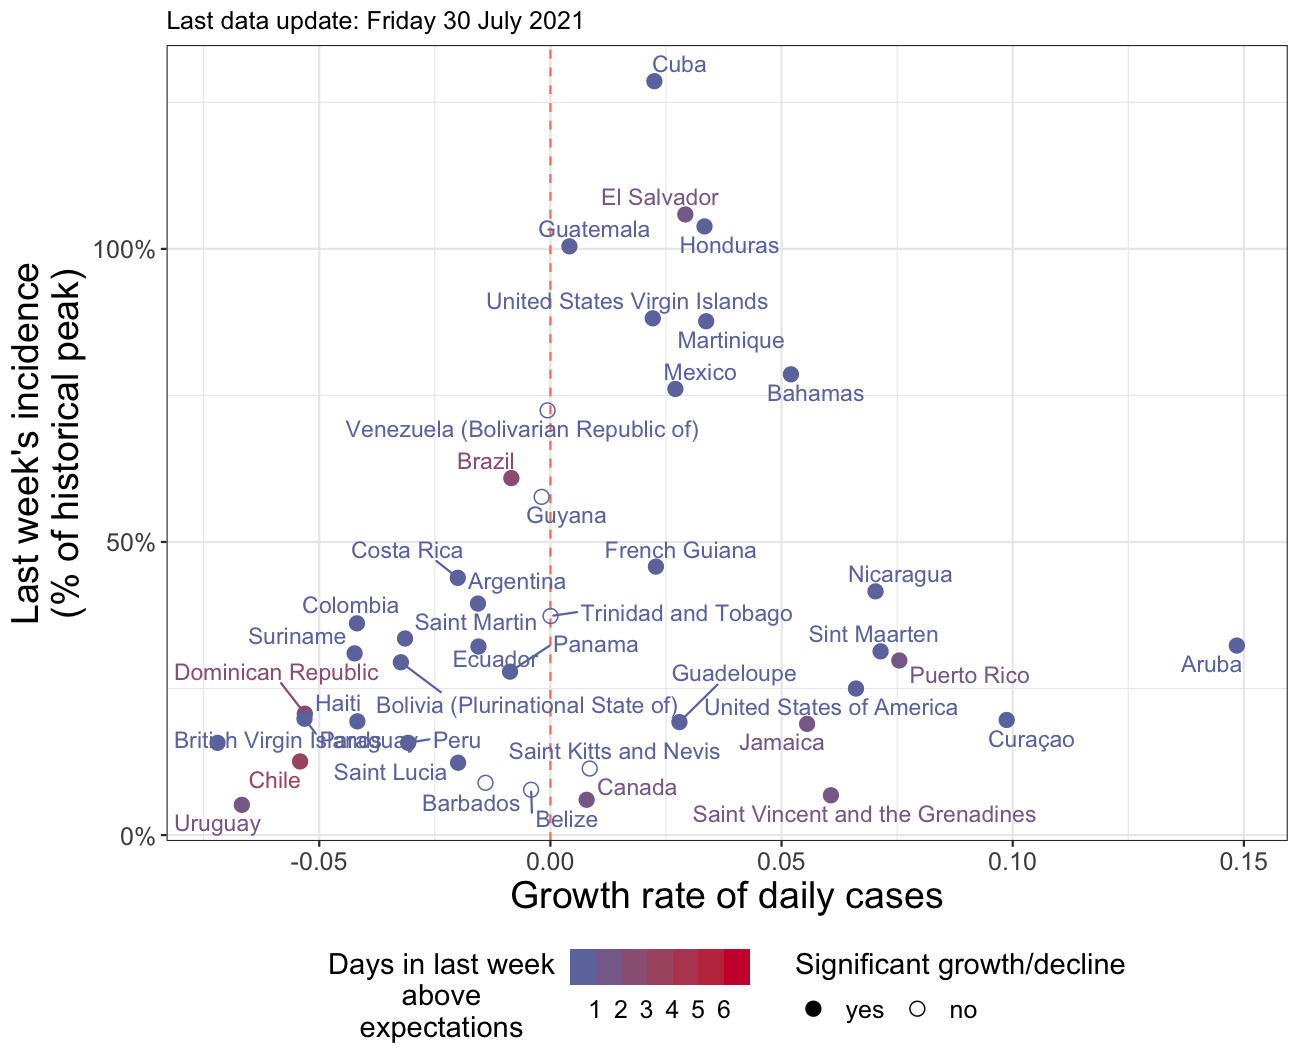 Last data update: Friday 30 July 2021
Cuba
El Salvador
Guatemala
Honduras
100%
United States Virgin Islands
Martinique
Mexico
Bahamas
Venezuela (Bolivarian Republic of)
Brazil
Guyana
50%
Costa Rica
French Guiana
Argentina
Nicaragua
Colombia
Trinidad and Tobago
Saint Martin
Suriname
Sint Maarten
Panama
Ecuador
Aruba
Dominican Republic
Guadeloupe
Puerto Rico
Haiti
Bolivia (Plurinational State of)
United States of America
British Virgin Islands
Paraguay
Peru
Curaçao
Jamaica
Saint Kitts and Nevis
Saint Lucia
Chile
Canada
Barbados
Saint Vincent and the Grenadines
Belize
Uruguay
0%
Last week's incidence
(% of historical peak)
-0.05
0.00
0.05
0.10
0.15
Growth rate of daily cases
Days in last week
above
expectations
1 2 3 4 5 6
Significant growth/decline
yes
no